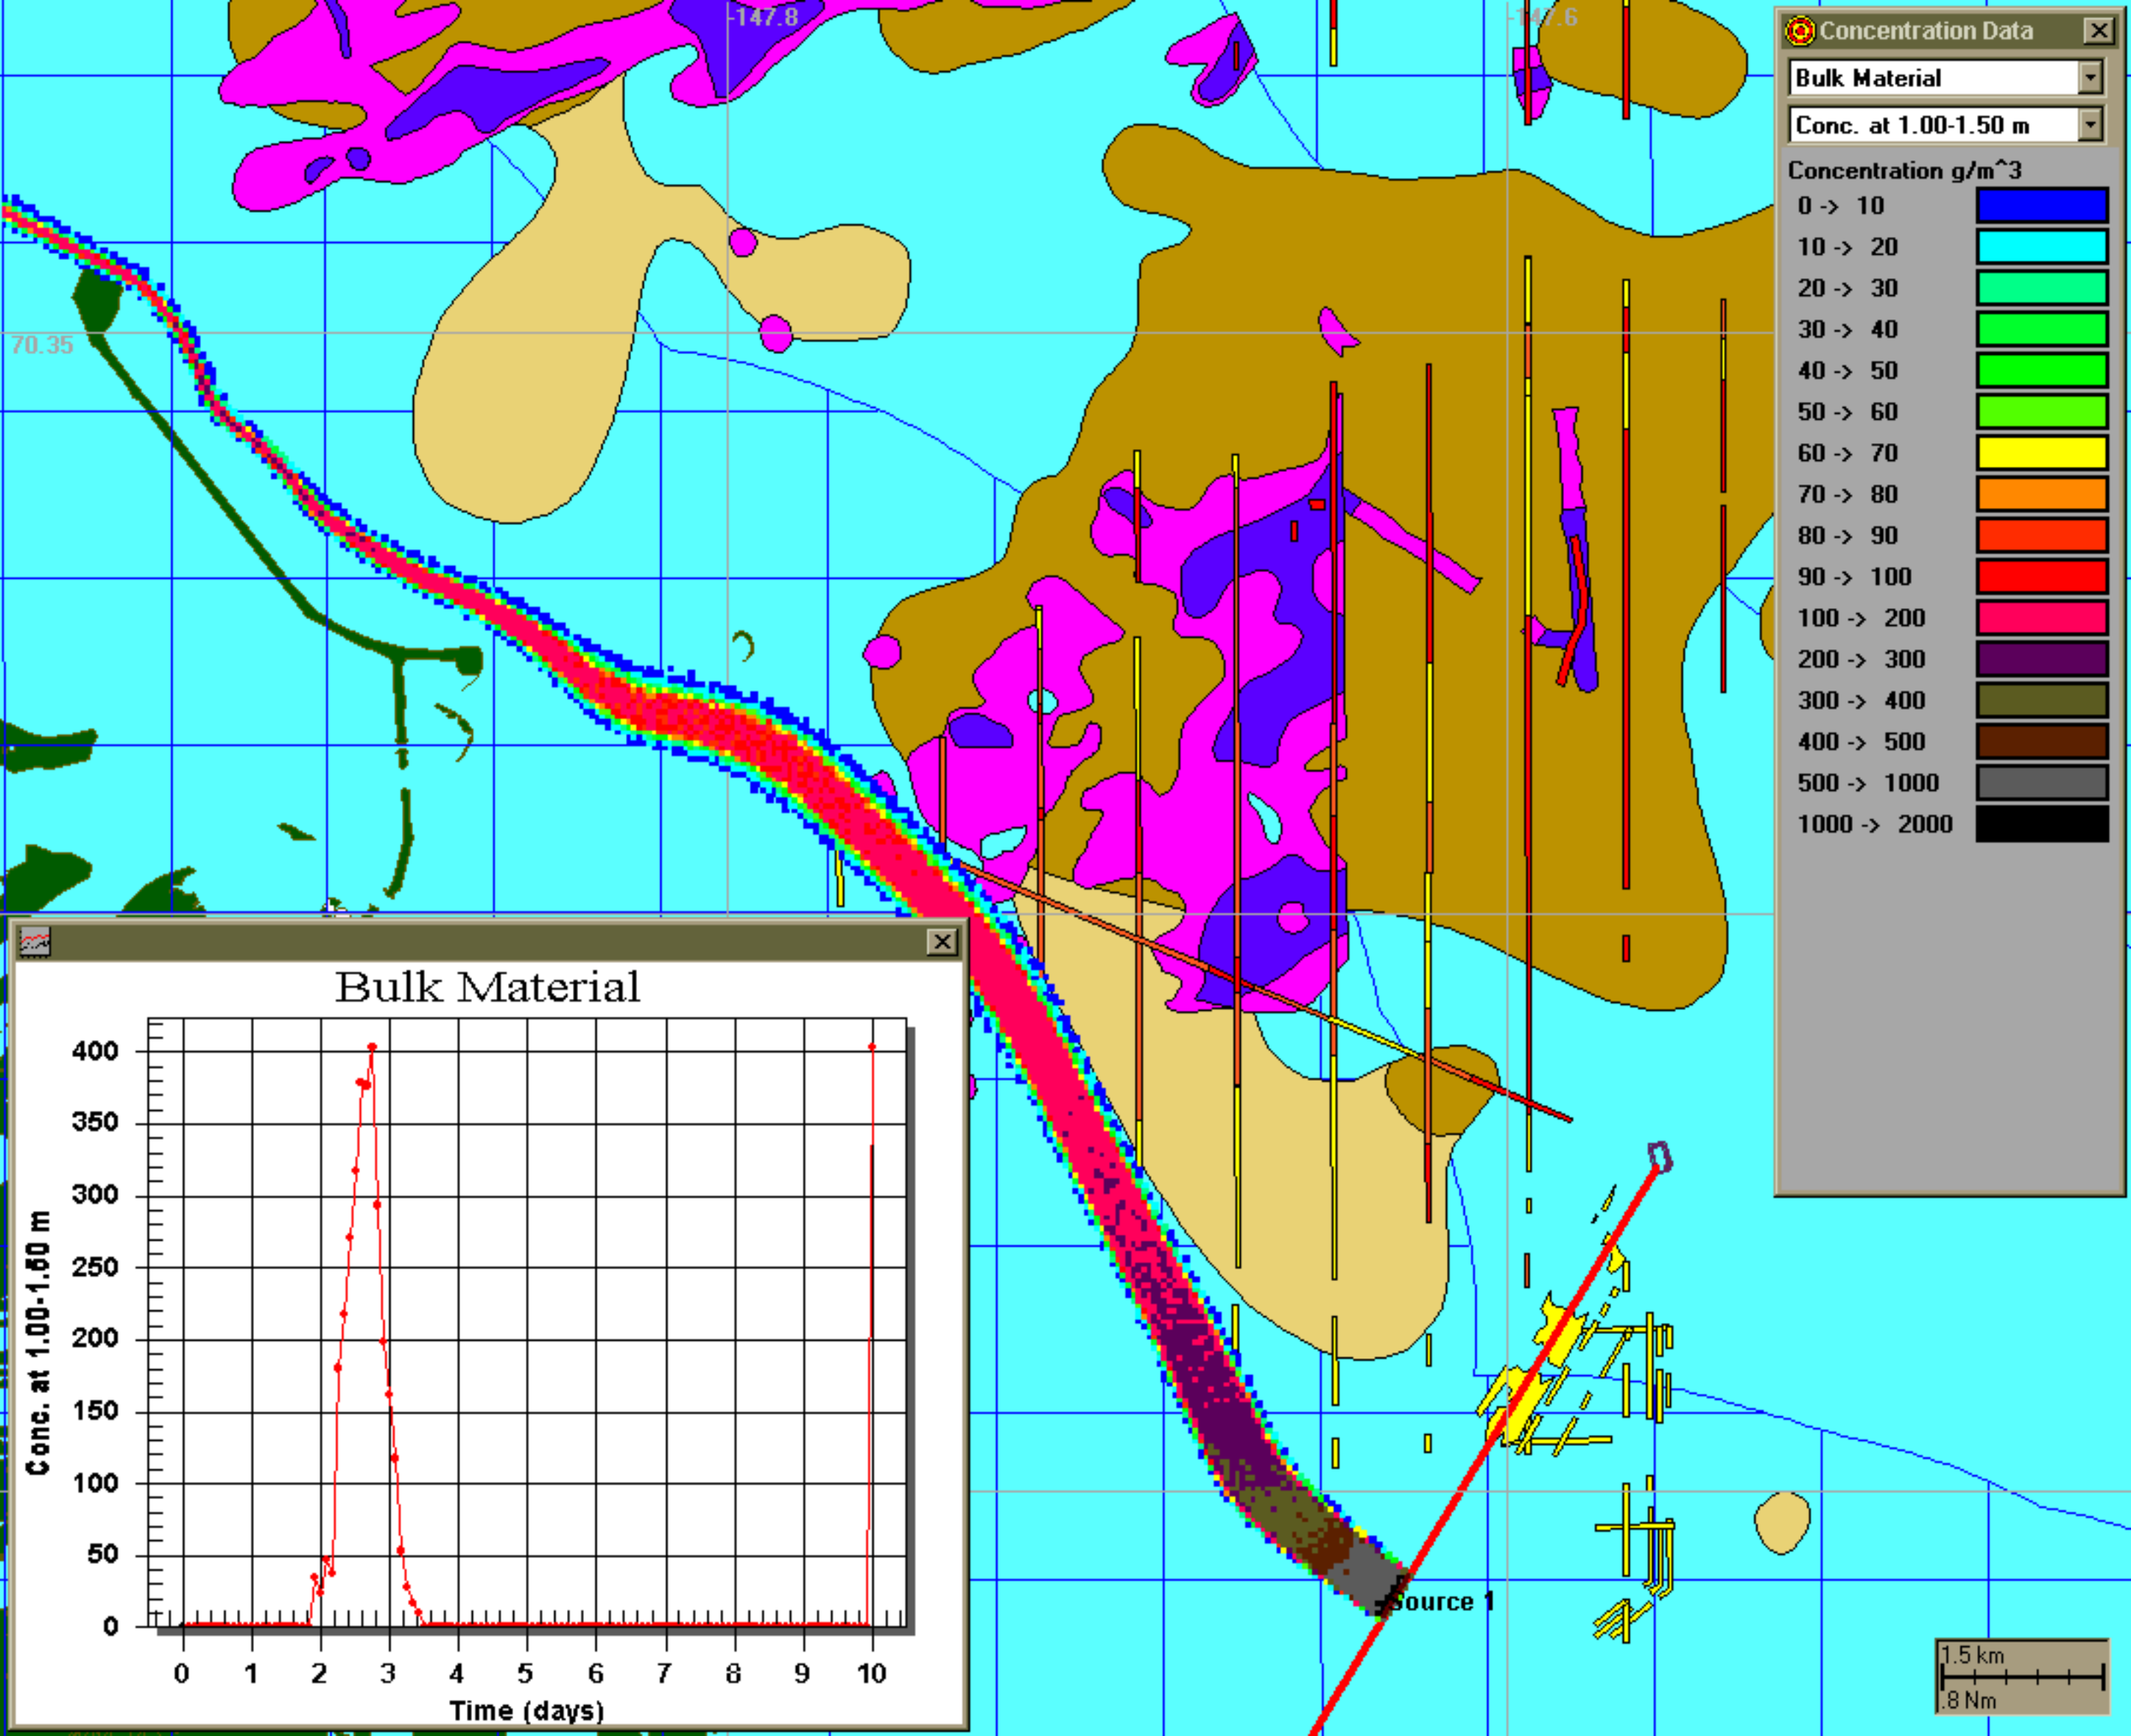 -147.8
-147.6
70.35
Concentration Data
Bulk Material
Conc. at 1.00-1.50 m
Concentration g/m^3
0 -> 10
10 -> 20
20 -> 30
30 -> 40
40 -> 50
50 -> 60
60 -> 70
70 -> 80
80 -> 90
90 -> 100
100 -> 200
200 -> 300
300 -> 400
400 -> 500
500 -> 1000
1000 -> 2000
Bulk Material
Conc. at 1.00-1.50 m
400
350
300
250
200
150
100
50
0
0 1 2 3 4 5 6 7 8 9 10
Time (days)
Source 1
1.5 km
.8 Nm